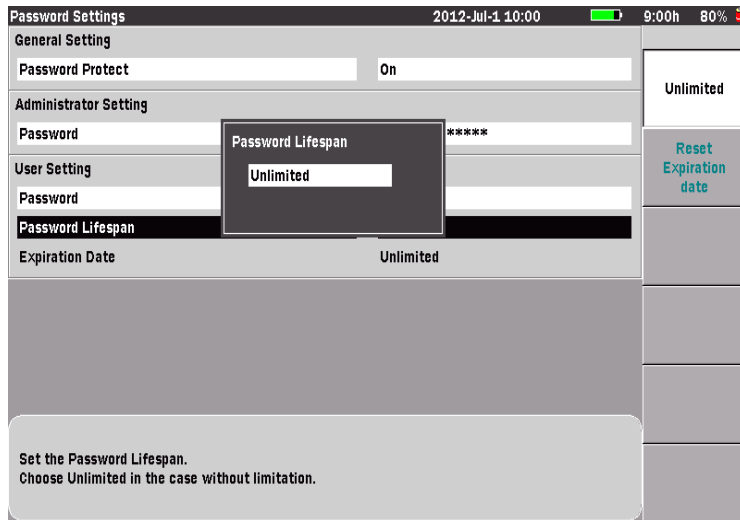 Password Settings 2012-Jul-1 10:00 9:00h 80%
General Setting
Password Protect On
Administrator Setting
Password *****
User Setting
Password
Password Lifespan
Expiration Date Unlimited
Password Lifespan
Unlimited
Unlimited
Reset
Expiration
date
Set the Password Lifespan.
Choose Unlimited in the case without limitation.